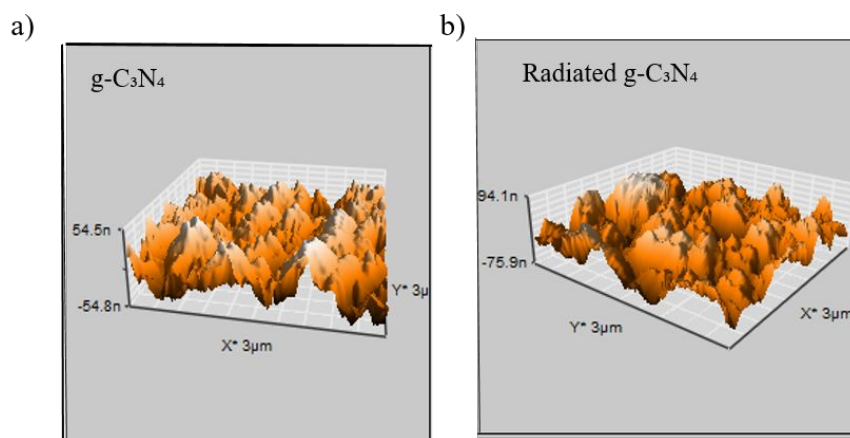 a)
g-C₃N₄
54.5n
-54.8n
X* 3µm
Y* 3µ
b)
Radiated g-C₃N₄
94.1n
-75.9n
Y* 3µm
X* 3µm